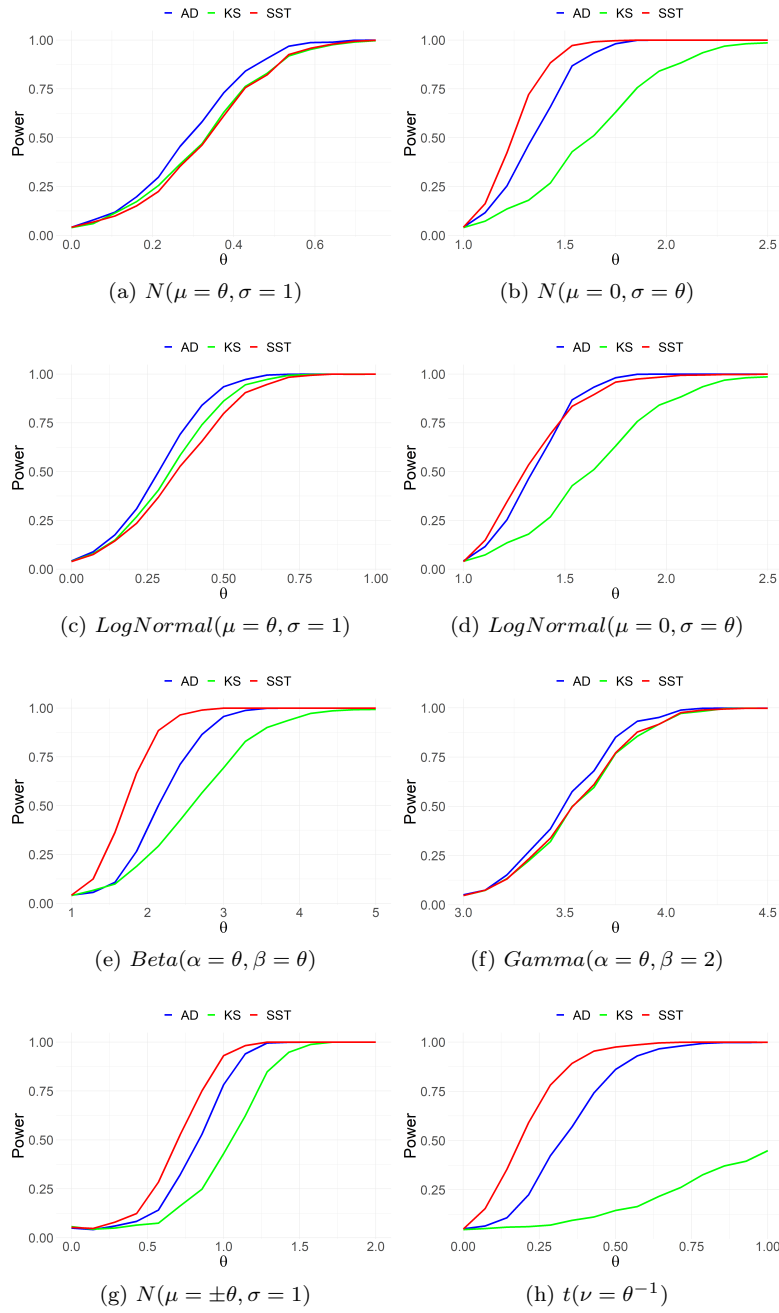 AD KS SST
AD KS SST
1.00
0.75
0.50
0.25
0.00
Power
0.0 0.2 0.4 0.6
θ
1.00
0.75
0.50
0.25
0.00
Power
1.0 1.5 2.0 2.5
θ
(a) N(μ = θ, σ = 1)
(b) N(μ = 0, σ = θ)
AD KS SST
AD KS SST
1.00
0.75
0.50
0.25
0.00
Power
0.00 0.25 0.50 0.75 1.00
θ
1.00
0.75
0.50
0.25
0.00
Power
1.0 1.5 2.0 2.5
θ
(c) LogNormal(μ = θ, σ = 1)
(d) LogNormal(μ = 0, σ = θ)
AD KS SST
AD KS SST
1.00
0.75
0.50
0.25
0.00
Power
1 2 3 4 5
θ
1.00
0.75
0.50
0.25
0.00
Power
3.0 3.5 4.0 4.5
θ
(e) Beta(α = θ, β = θ)
(f) Gamma(α = θ, β = 2)
AD KS SST
AD KS SST
1.00
0.75
0.50
0.25
0.00
Power
0.0 0.5 1.0 1.5 2.0
θ
1.00
0.75
0.50
0.25
Power
0.00 0.25 0.50 0.75 1.00
θ
(g) N(μ = ±θ, σ = 1)
(h) t(ν = θ⁻¹)